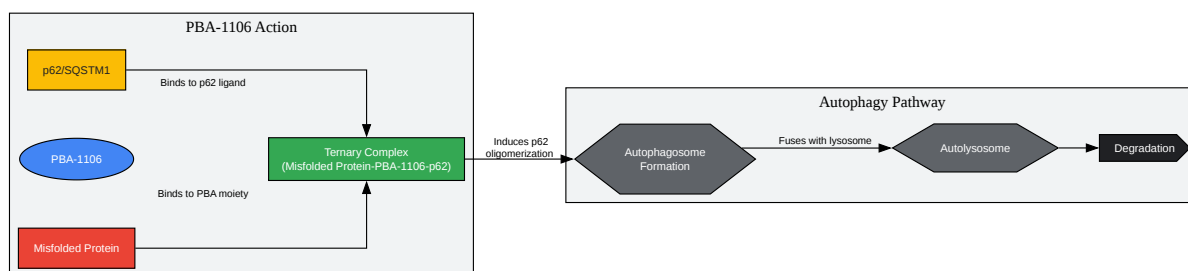 PBA-1106 Action
p62/SQSTM1
Binds to p62 ligand
PBA-1106
Ternary Complex
(Misfolded Protein-PBA-1106-p62)
Binds to PBA moiety
Misfolded Protein
Induces p62
oligomerization
Autophagy Pathway
Autophagosome
Formation
Fuses with lysosome
Autolysosome
Degradation